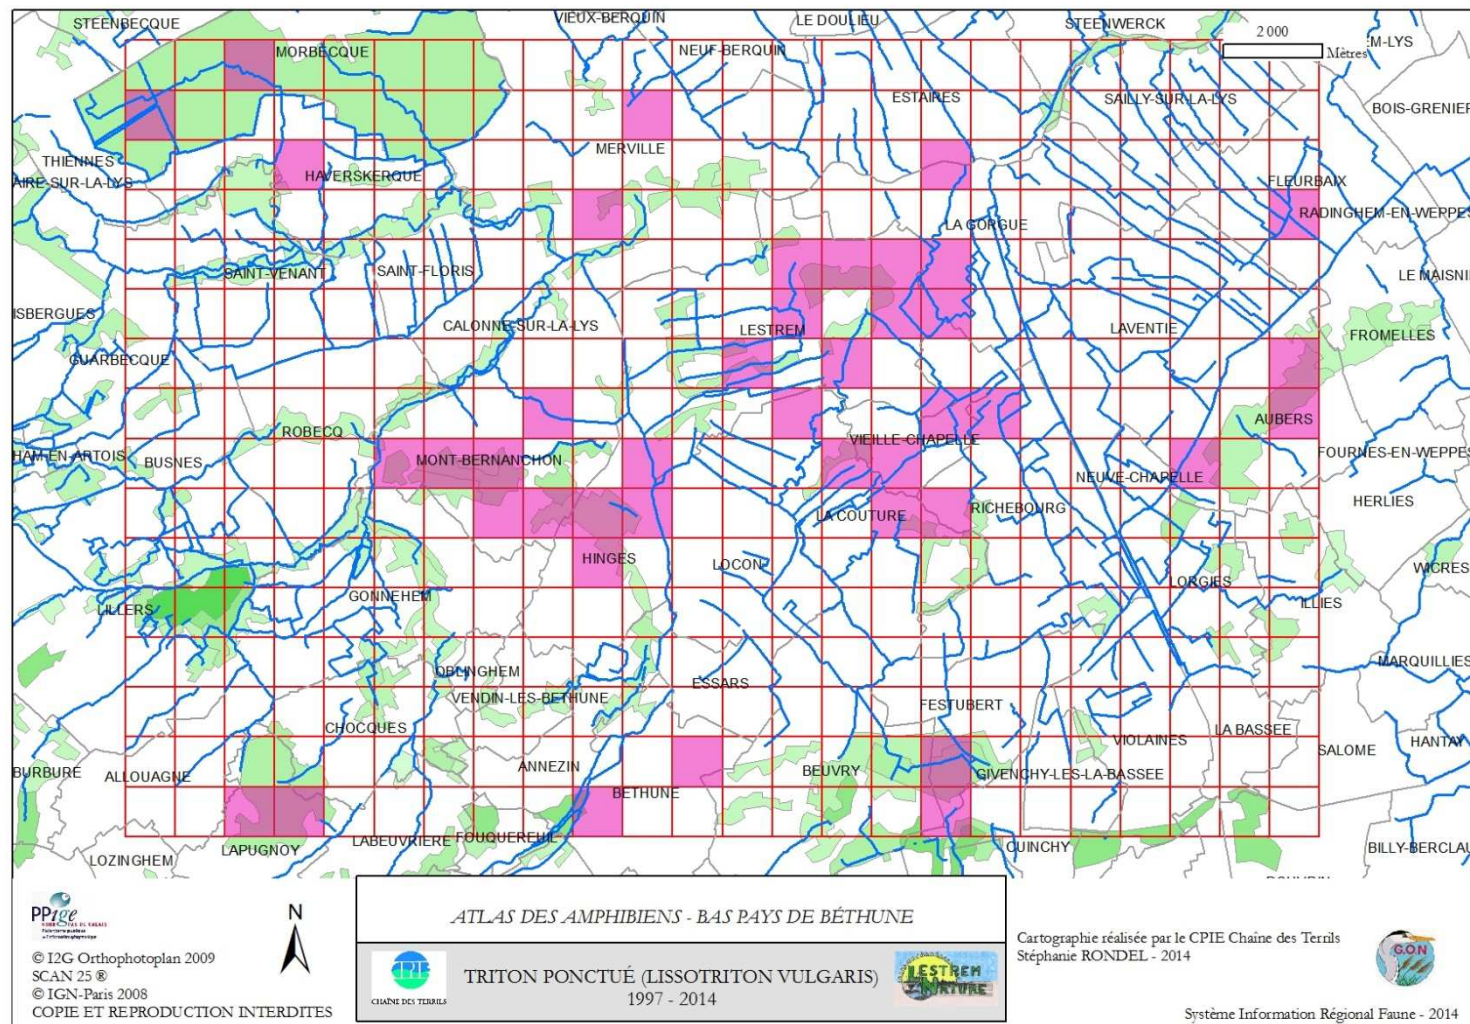 STEENBECQUE
VIEUX-BERQUIN
LE DOULIEU
STEENWERCK
MORBECQUE
NEUF-BERQUIN
2 000
Mètres
EM-LYS
ESTAIRES
SAILLY-SUR-LA-LYS
BOIS-GRENIER
THIENNES
MERVILLE
AIRE-SUR-LA-LYS
HAVERSKERQUE
FLEURBAIX
RADINGHEM-EN-WEPPES
LA GORGUE
SAINT-VENANT
SAINT-FLORIS
LE MAISNI
ISBERGUES
CALONNE-SUR-LA-LYS
LESTREM
LAVENTIE
FROMELLES
GUARBECQUE
AUBERS
ROBECQ
VIEILLE-CHAPELLE
HAM-EN-ARTOIS
BUSNES
MONT-BERNANCHON
FOURNES-EN-WEPPES
NEUVE-CHAPELLE
HERLIES
LA COUTURE
RICHEBOURG
HINGES
LOCON
WICRES
LORGIES
LILLERS
GONNEHEM
ILLIES
OBLINGHEM
MARQUILLIES
ESSARS
VENDIN-LES-BETHUNE
FESTUBERT
CHOCQUES
LA BASSEE
VIOLAINES
SALOME
HANTAY
BURBURE
ALLOUAGNE
ANNEZIN
BEUVRY
GIVENCHY-LES-LA-BASSEE
BETHUNE
LABEUVRIERE
FOUQUEREUIL
LOZINGHEM
LAPUGNOY
CUINCHY
BILLY-BERCLAU
PPige
© I2G Orthophotoplan 2009
SCAN 25 ®
© IGN-Paris 2008
COPIE ET REPRODUCTION INTERDITES
N
ATLAS DES AMPHIBIENS - BAS PAYS DE BÉTHUNE
CPIE
CHAÎNE DES TERRILS
TRITON PONCTUÉ (LISSOTRITON VULGARIS)
1997 - 2014
LESTREM
NATURE
Cartographie réalisée par le CPIE Chaîne des Terrils
Stéphanie RONDEL - 2014
G.O.N
Système Information Régional Faune - 2014